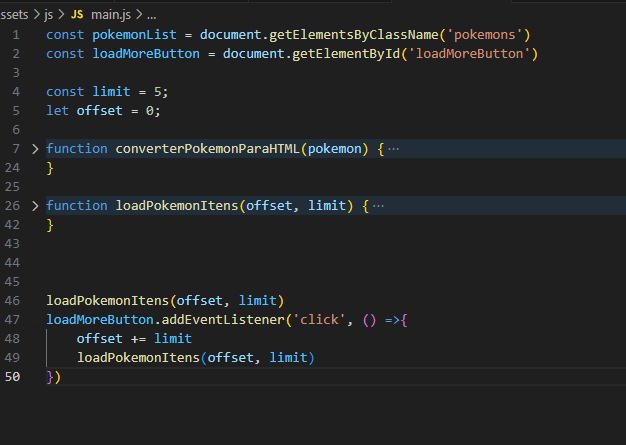 ssets > js > JS main.js > ...
1 const pokemonList = document.getElementsByClassName('pokemons')
2 const loadMoreButton = document.getElementById('loadMoreButton')
3
4 const limit = 5;
5 let offset = 0;
6
7 > function converterPokemonParaHTML(pokemon) { ...
24 }
25
26 > function loadPokemonItens(offset, limit) { ...
42 }
43
44
45
46 loadPokemonItens(offset, limit)
47 loadMoreButton.addEventListener('click', () =>{
48     offset += limit
49     loadPokemonItens(offset, limit)
50 })